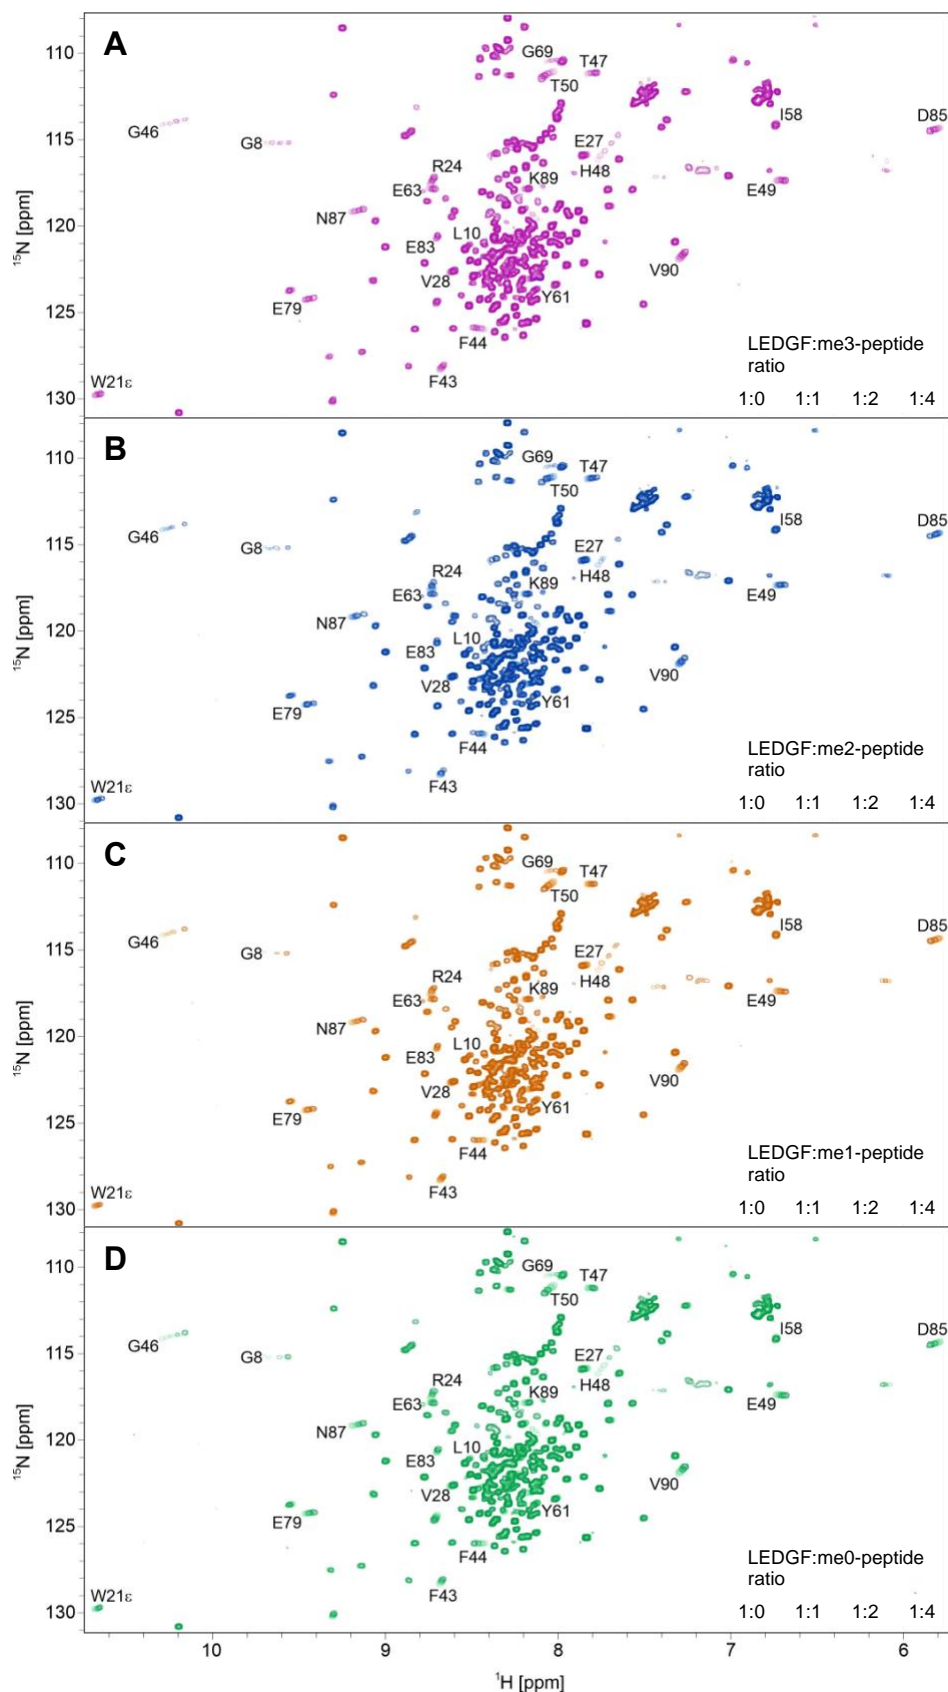 A
110
G69
T47
T50
G46
G8
I58
D85
115
E27
R24
H48
K89
E63
E49
N87
120
L10
E83
V28
V90
Y61
E79
125
F44
F43
W21ε
130
15N [ppm]
LEDGF:me3-peptide
ratio
1:0 1:1 1:2 1:4
B
110
G69
T47
T50
G46
G8
I58
D85
115
E27
R24
H48
K89
E63
E49
N87
120
L10
E83
V28
V90
Y61
E79
125
F44
F43
W21ε
130
15N [ppm]
LEDGF:me2-peptide
ratio
1:0 1:1 1:2 1:4
C
110
G69
T47
T50
G46
G8
I58
D85
115
E27
R24
H48
K89
E63
E49
N87
120
L10
E83
V28
V90
Y61
E79
125
F44
F43
W21ε
130
15N [ppm]
LEDGF:me1-peptide
ratio
1:0 1:1 1:2 1:4
D
110
G69
T47
T50
G46
G8
I58
D85
115
E27
R24
H48
K89
E63
E49
N87
120
L10
E83
V28
V90
Y61
E79
125
F44
F43
W21ε
130
15N [ppm]
LEDGF:me0-peptide
ratio
1:0 1:1 1:2 1:4
10 9 8 7 6
1H [ppm]